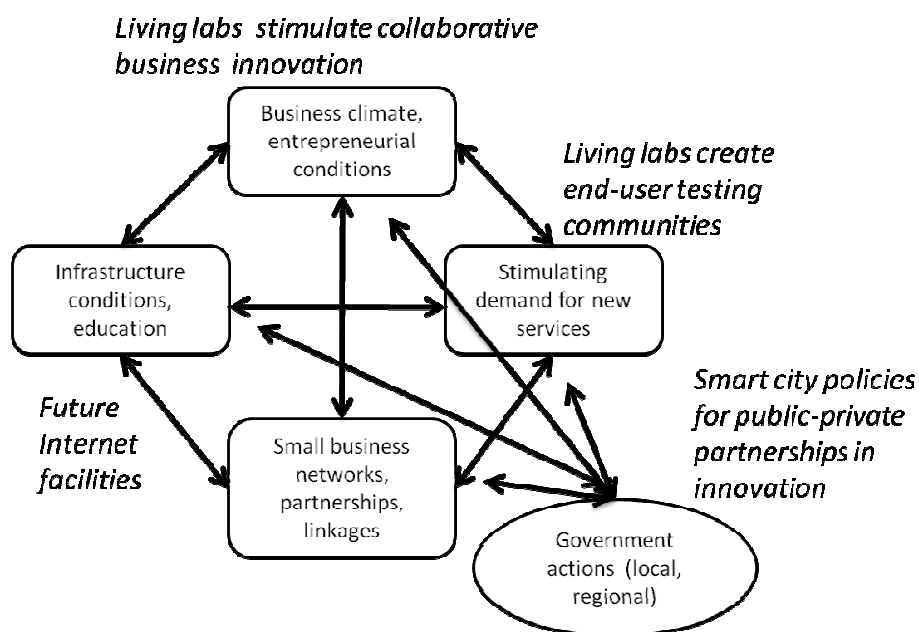 Living labs stimulate collaborative
business innovation
Business climate,
entrepreneurial
conditions
Living labs create
end-user testing
communities
Infrastructure
conditions,
education
Stimulating
demand for new
services
Future
Internet
facilities
Small business
networks,
partnerships,
linkages
Smart city policies
for public-private
partnerships in
innovation
Government
actions (local,
regional)